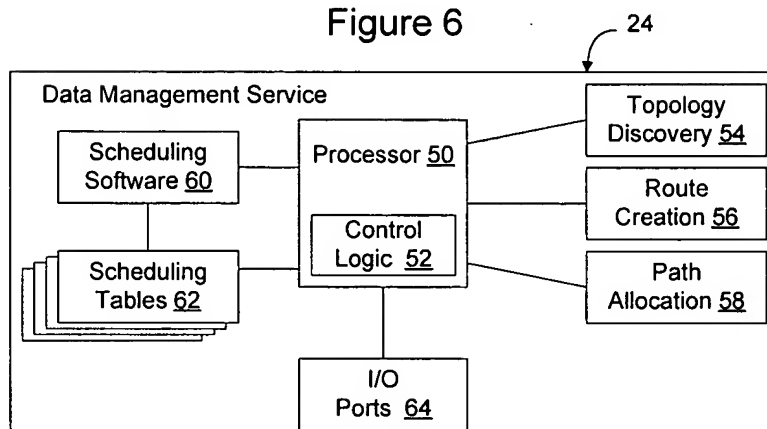 Figure 6
24
Data Management Service
Scheduling
Software 60
Scheduling
Tables 62
Processor 50
Control
Logic 52
I/O
Ports 64
Topology
Discovery 54
Route
Creation 56
Path
Allocation 58